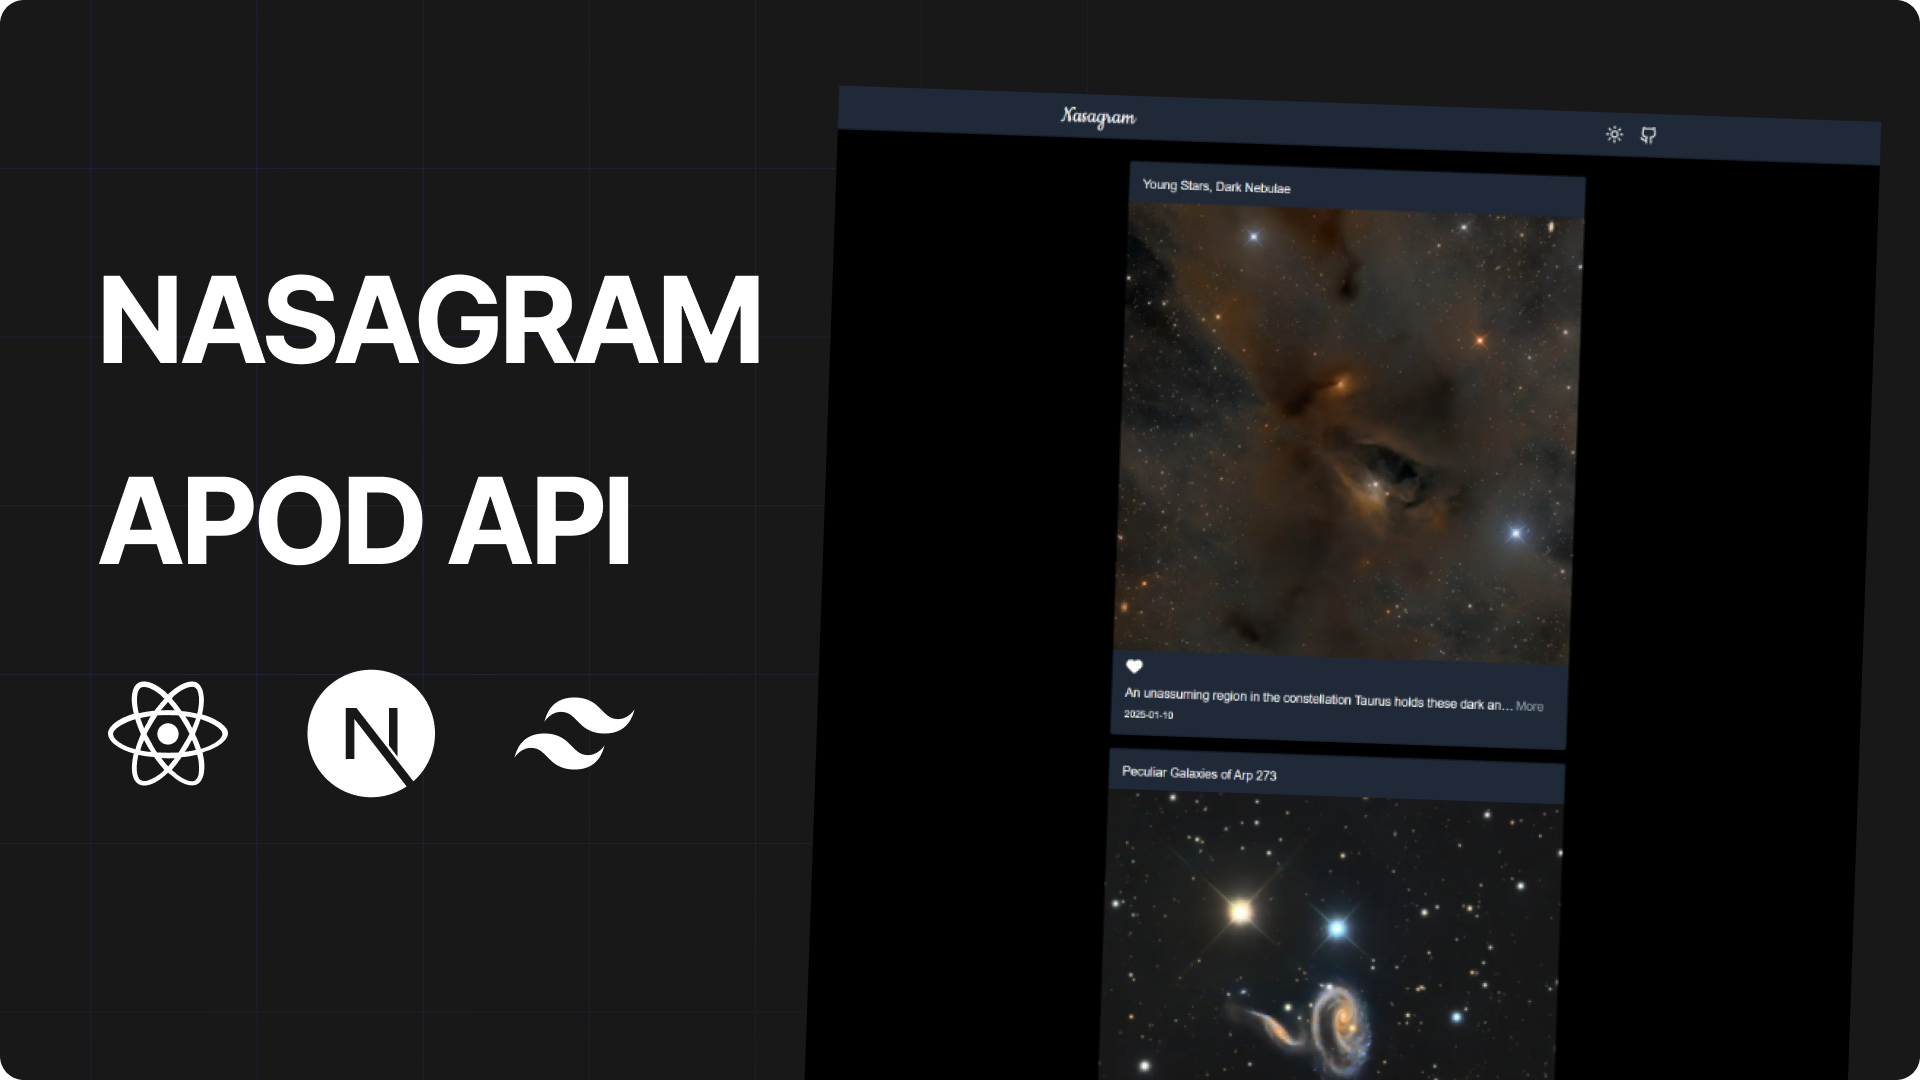 NASAGRAM
APOD API
N
Nasagram
Young Stars, Dark Nebulae
An unassuming region in the constellation Taurus holds these dark an... More
2025-01-10
Peculiar Galaxies of Arp 273